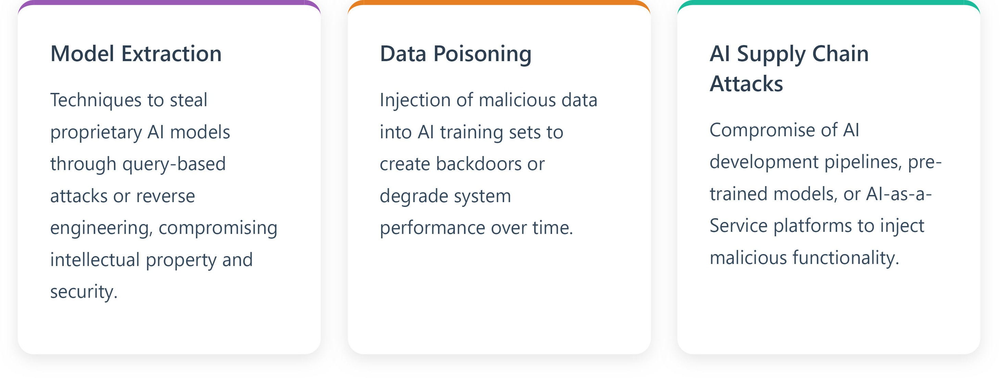 Model Extraction
Techniques to steal
proprietary AI models
through query-based
attacks or reverse
engineering, compromising
intellectual property and
security.
Data Poisoning
Injection of malicious data
into AI training sets to
create backdoors or
degrade system
performance over time.
AI Supply Chain
Attacks
Compromise of AI
development pipelines, pre-
trained models, or AI-as-a-
Service platforms to inject
malicious functionality.